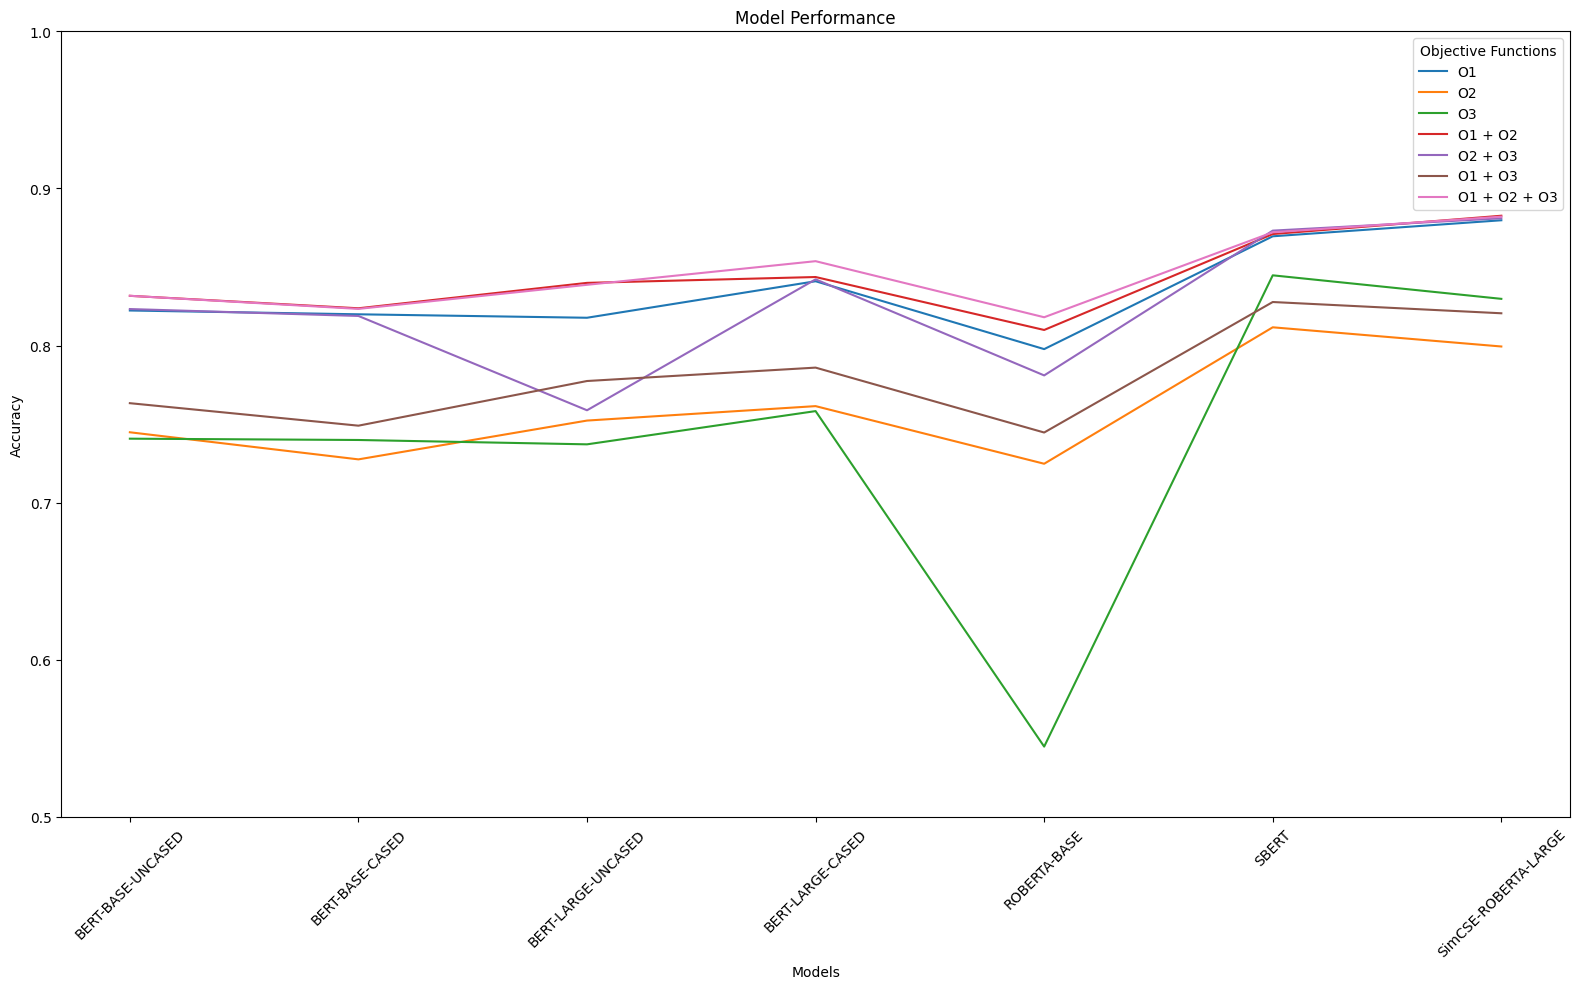 Model Performance
Objective Functions
O1
O2
O3
O1 + O2
O2 + O3
O1 + O3
O1 + O2 + O3
Accuracy
1.0
0.9
0.8
0.7
0.6
0.5
BERT-BASE-UNCASED
BERT-BASE-CASED
BERT-LARGE-UNCASED
BERT-LARGE-CASED
ROBERTA-BASE
SBERT
SimCSE-ROBERTA-LARGE
Models